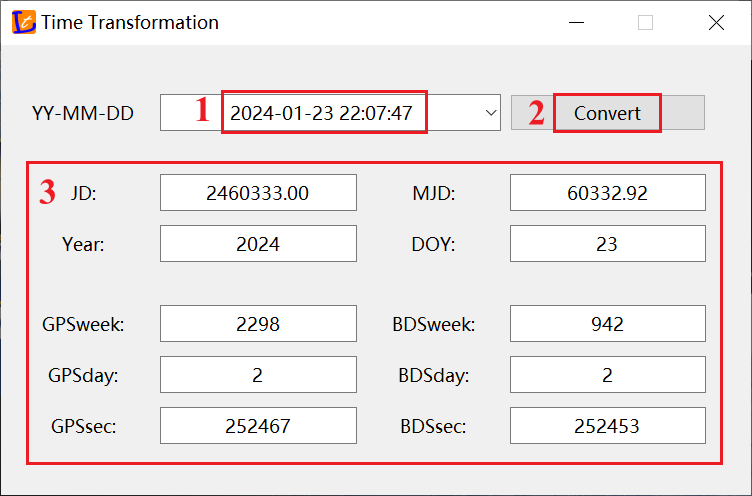 Time Transformation
YY-MM-DD 1 2024-01-23 22:07:47 2 Convert
3 JD: 2460333.00 MJD: 60332.92
Year: 2024 DOY: 23
GPSweek: 2298 BDSweek: 942
GPSday: 2 BDSday: 2
GPSsec: 252467 BDSsec: 252453